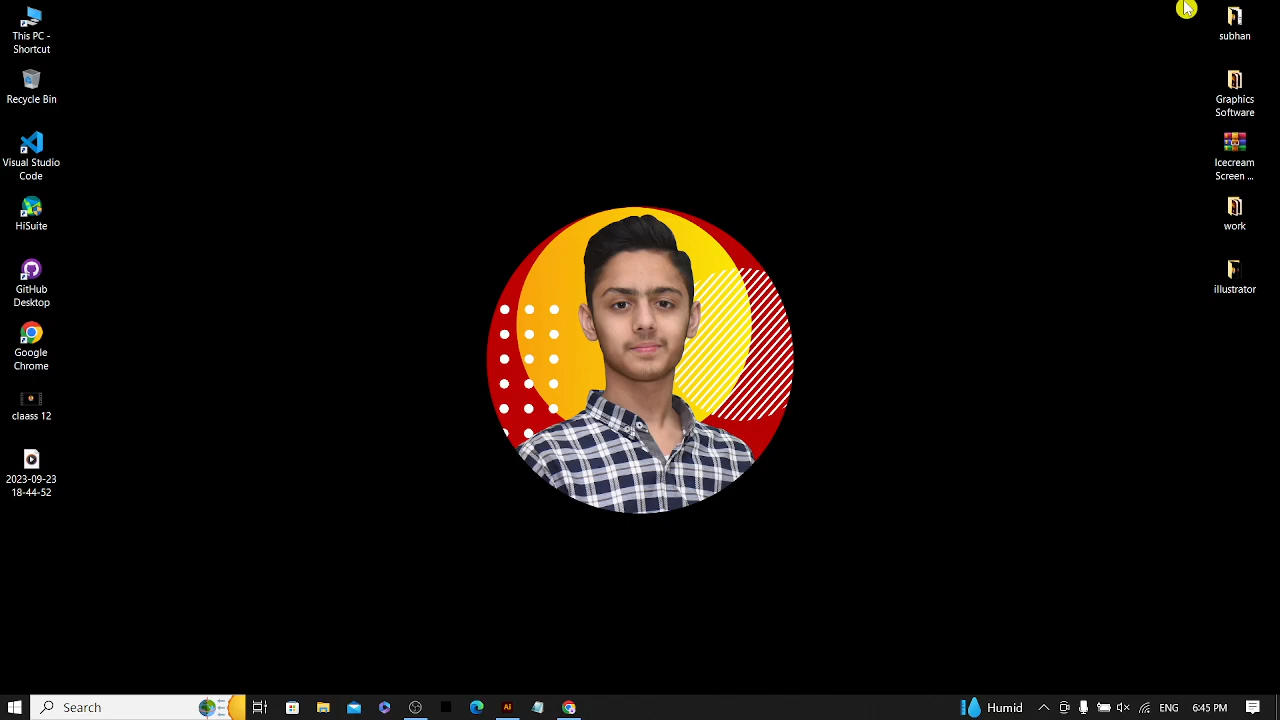 This PC -
Shortcut
Recycle Bin
Visual Studio
Code
HiSuite
GitHub
Desktop
Google
Chrome
claass 12
2023-09-23
18-44-52
subhan
Graphics
Software
Icecream
Screen ...
work
illustrator
Search
Ai
Humid
ENG
6:45 PM